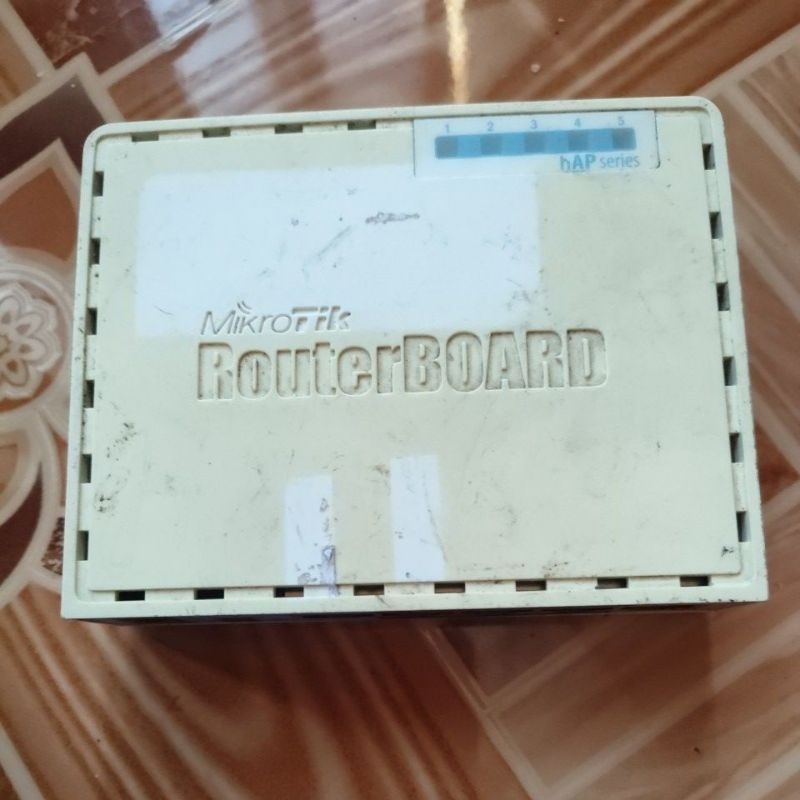 1 2 3 4 5
hAP series
MikroTik
RouterBOARD